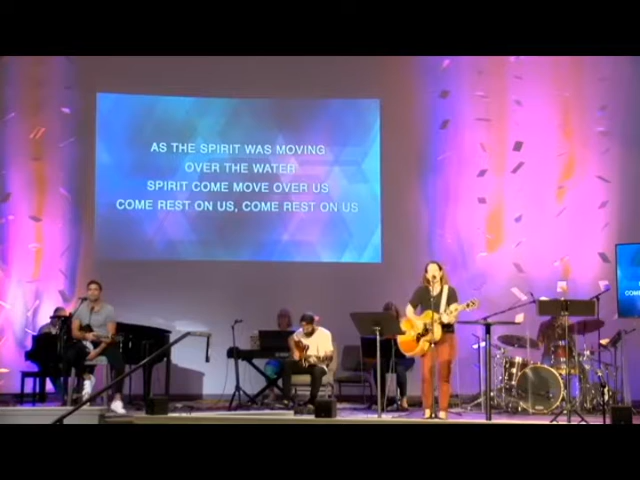 AS THE SPIRIT WAS MOVING
OVER THE WATER
SPIRIT COME MOVE OVER US
COME REST ON US, COME REST ON US